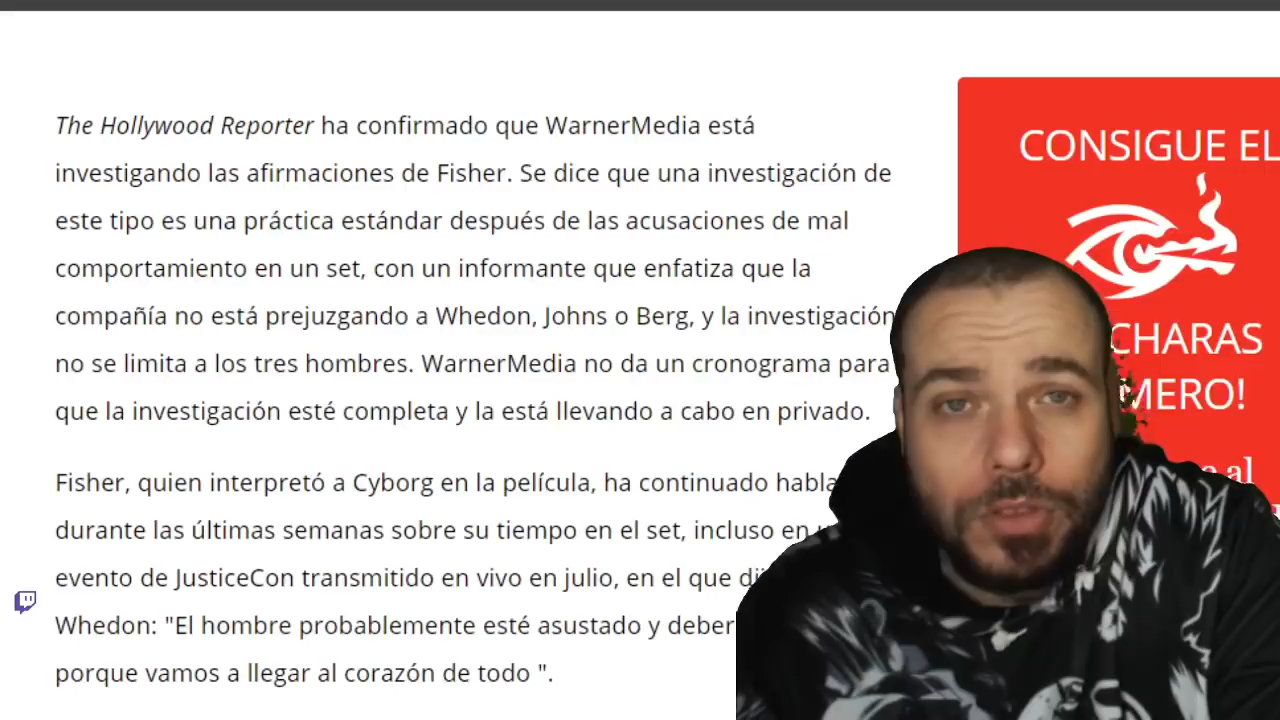 The Hollywood Reporter ha confirmado que WarnerMedia está
investigando las afirmaciones de Fisher. Se dice que una investigación de
este tipo es una práctica estándar después de las acusaciones de mal
comportamiento en un set, con un informante que enfatiza que la
compañía no está prejuzgando a Whedon, Johns o Berg, y la investigación
no se limita a los tres hombres. WarnerMedia no da un cronograma para
que la investigación esté completa y la está llevando a cabo en privado.
Fisher, quien interpretó a Cyborg en la película, ha continuado
durante las últimas semanas sobre su tiempo en el set, incluso en
evento de JusticeCon transmitido en vivo en julio, en el que
Whedon: "El hombre probablemente esté asustado y
porque vamos a llegar al corazón de todo ".
CONSIGUE EL
CHARAS
MERO!
al